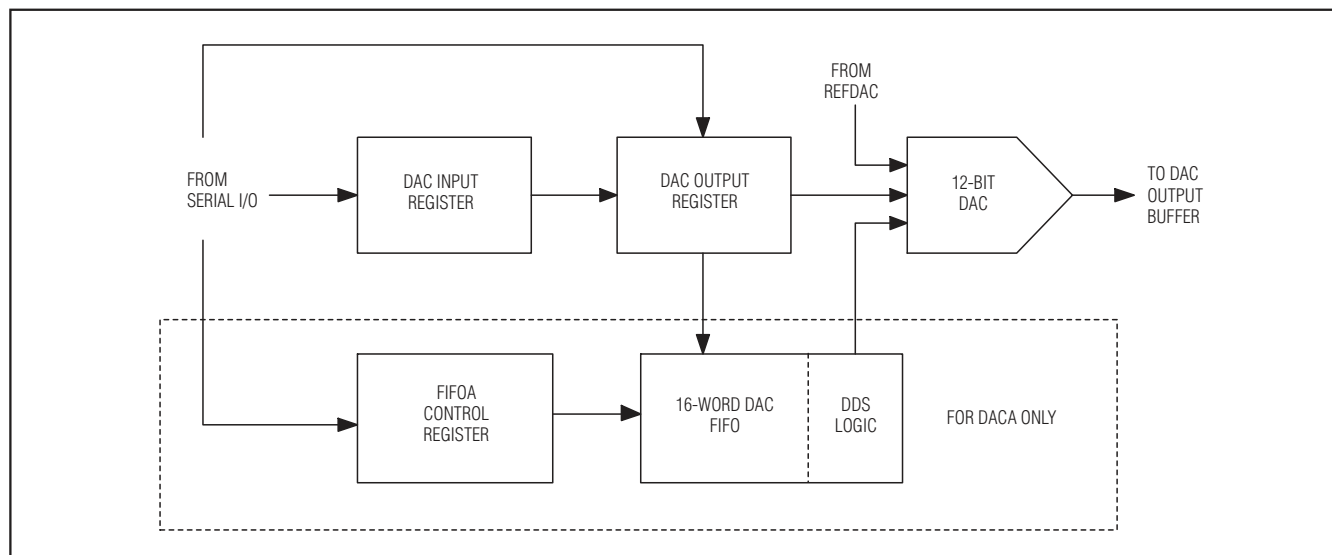 FROM
REFDAC
FROM
SERIAL I/O
DAC INPUT
REGISTER
DAC OUTPUT
REGISTER
12-BIT
DAC
TO DAC
OUTPUT
BUFFER
FIFOA
CONTROL
REGISTER
16-WORD DAC
FIFO
DDS
LOGIC
FOR DACA ONLY